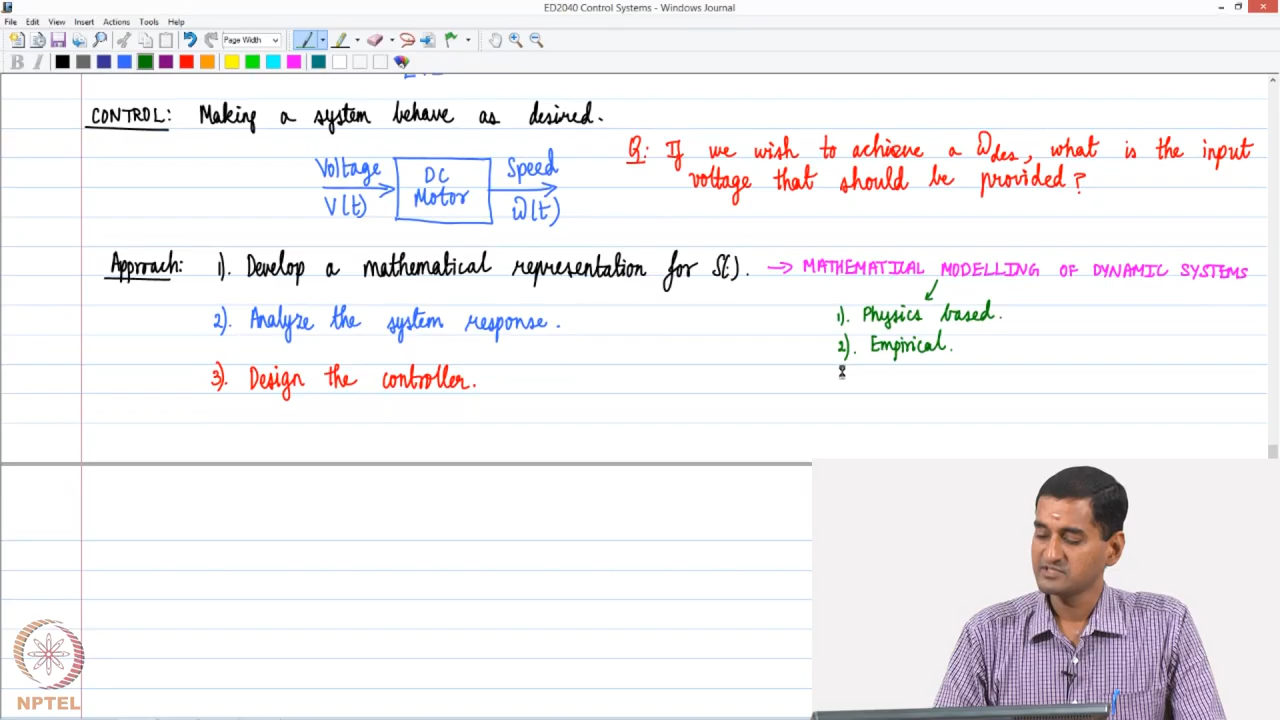 ED2040 Control Systems - Windows Journal
File Edit View Insert Actions Tools Help
Page Width
B I
CONTROL: Making a system behave as desired.
Q: If we wish to achieve a ωdes, what is the input
voltage that should be provided?
Voltage
V(t)
DC
Motor
Speed
ω(t)
Approach: 1). Develop a mathematical representation for S(.). → MATHEMATICAL MODELLING OF DYNAMIC SYSTEMS
1). Physics based.
2). Analyze the system response.
2). Empirical.
3). Design the controller.
NPTEL